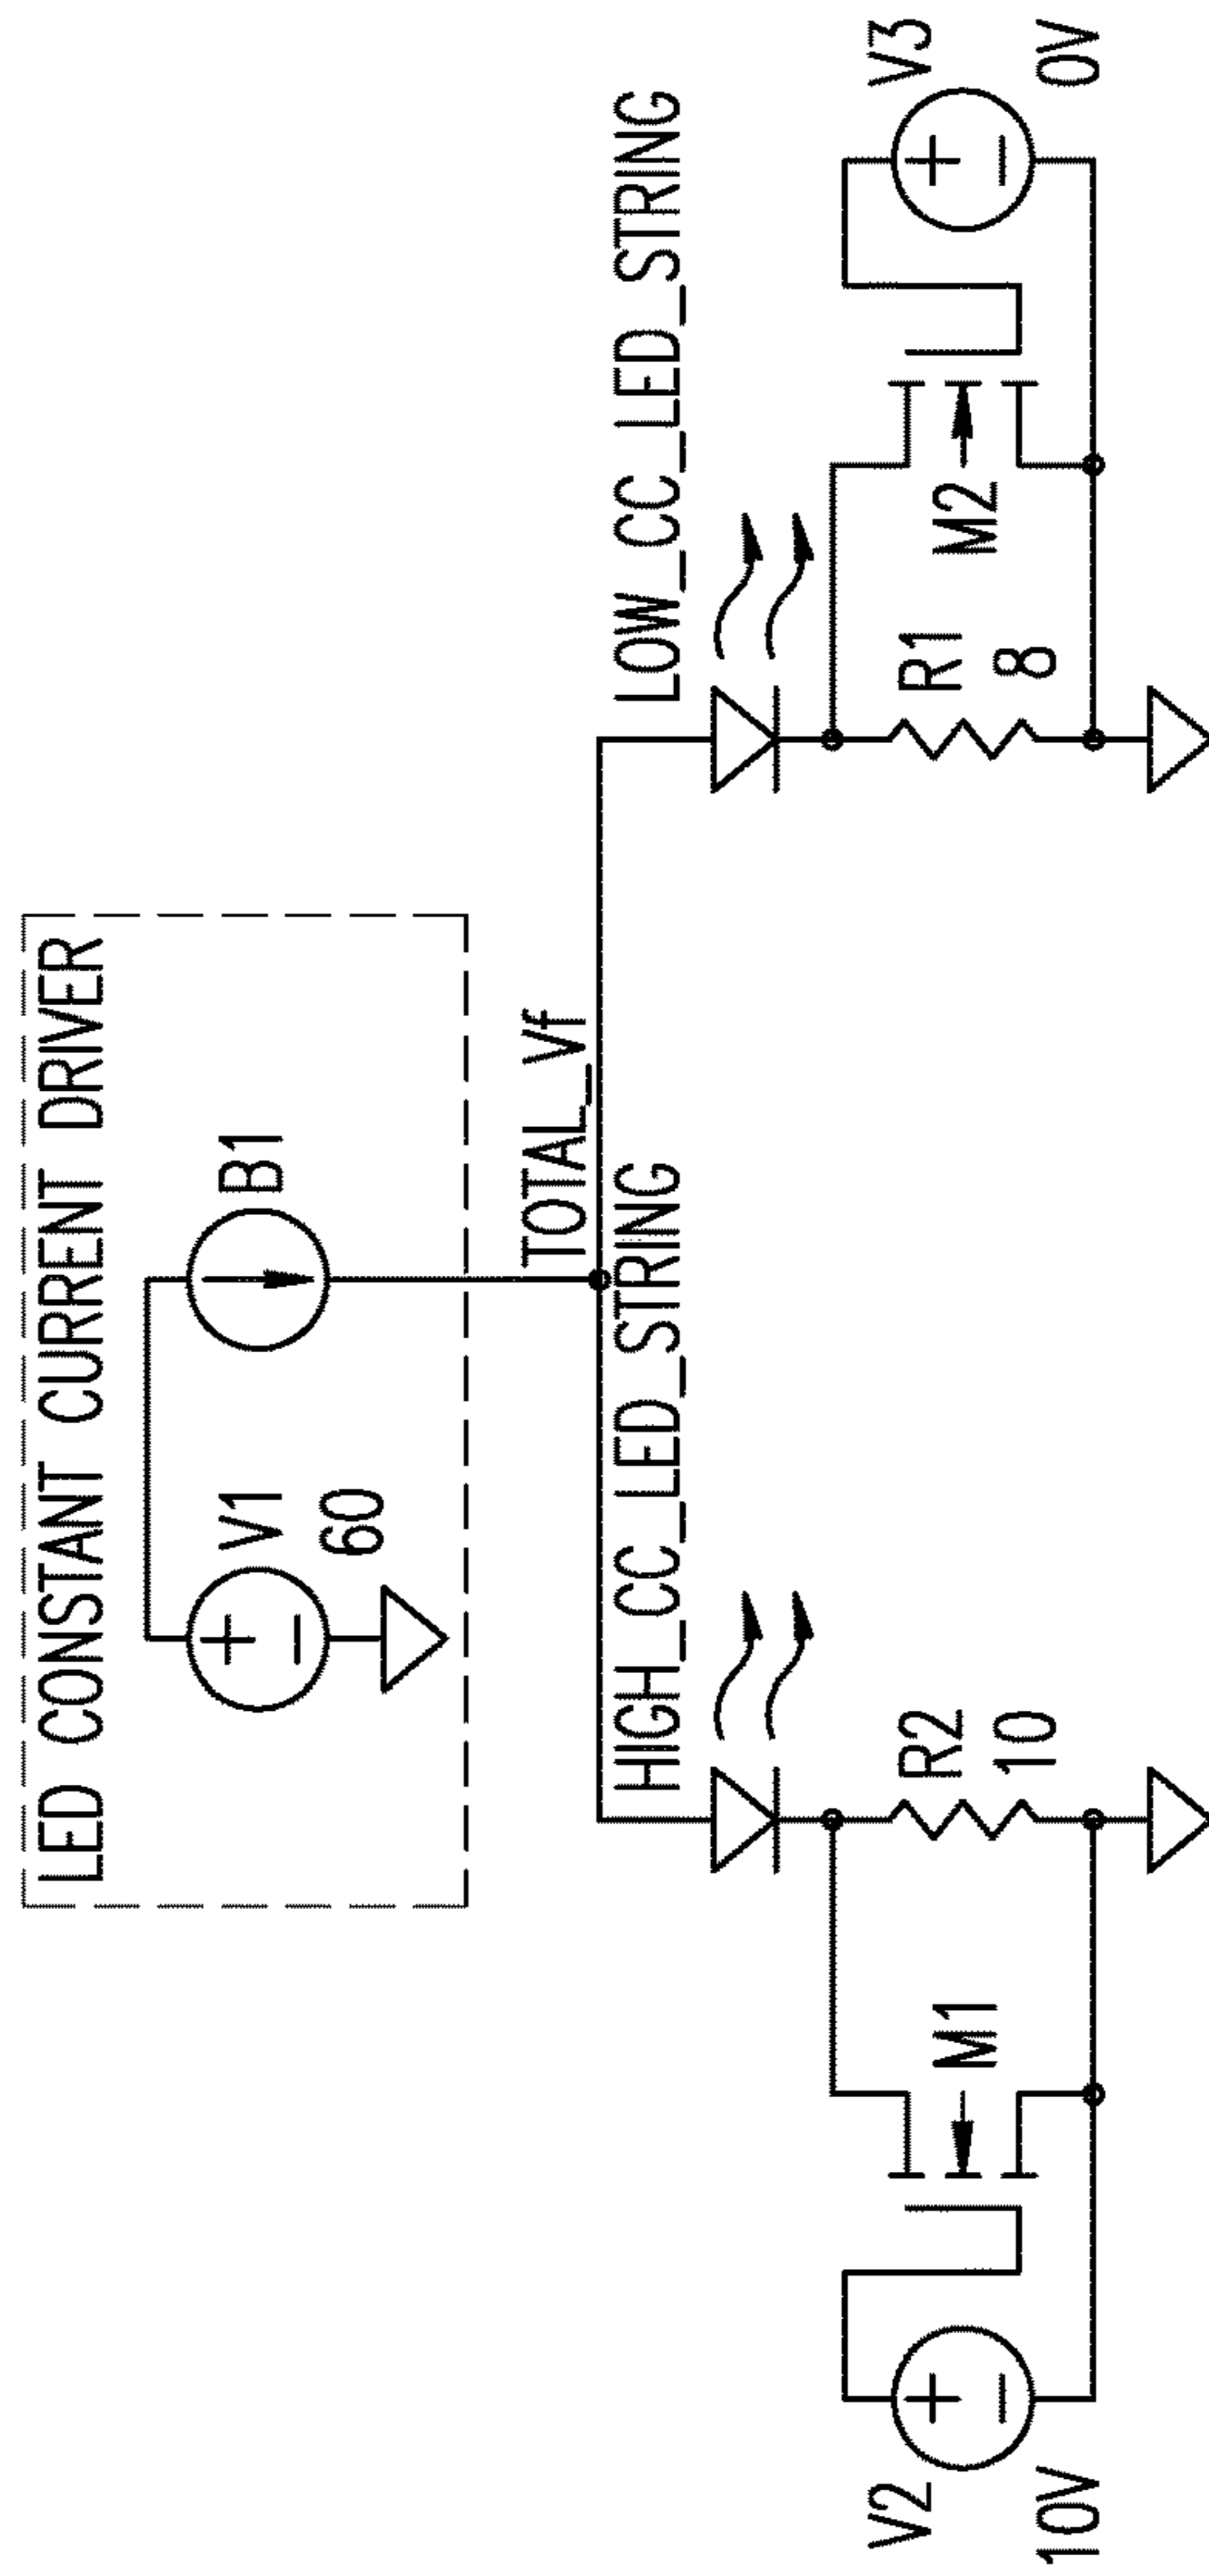 LED CONSTANT CURRENT DRIVER
V1
60
B1
TOTAL_Vf
HIGH_CC_LED_STRING
LOW_CC_LED_STRING
V2
10V
M1
R2
10
R1
8
M2
V3
0V